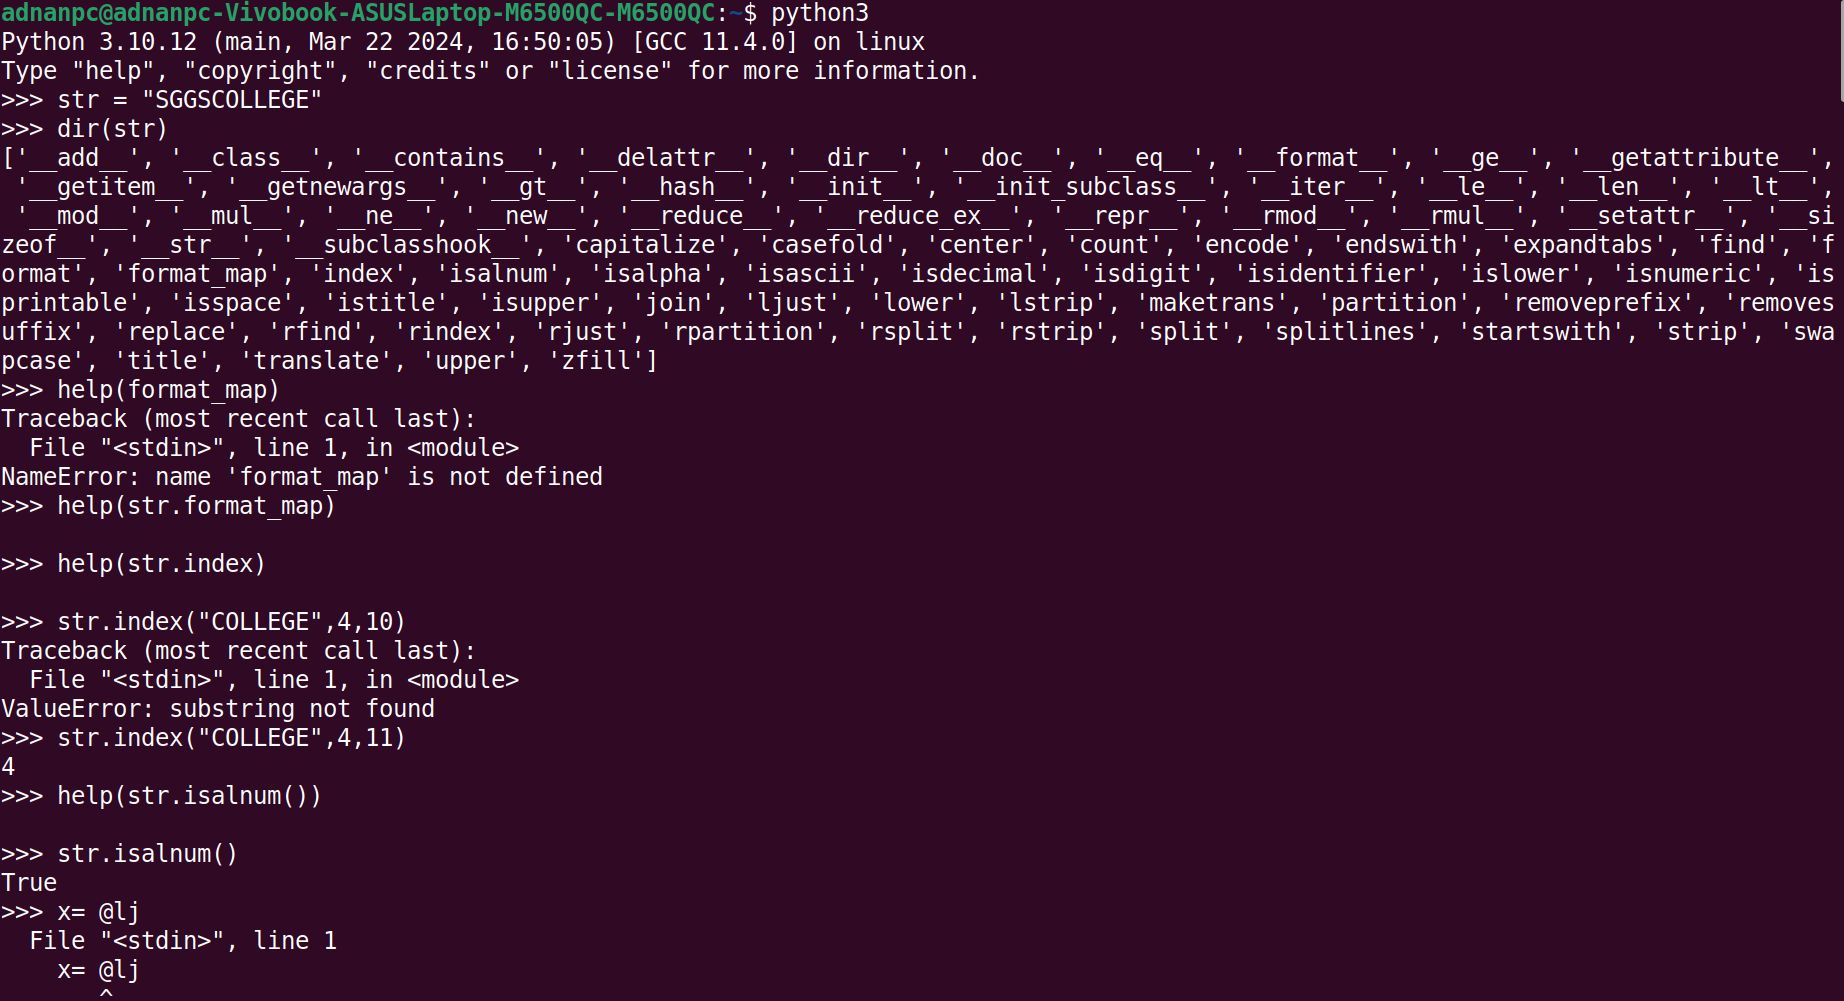 adnanpc@adnanpc-Vivobook-ASUSLaptop-M6500QC-M6500QC:~$ python3
Python 3.10.12 (main, Mar 22 2024, 16:50:05) [GCC 11.4.0] on linux
Type "help", "copyright", "credits" or "license" for more information.
>>> str = "SGGSCOLLEGE"
>>> dir(str)
['__add__', '__class__', '__contains__', '__delattr__', '__dir__', '__doc__', '__eq__', '__format__', '__ge__', '__getattribute__',
 '__getitem__', '__getnewargs__', '__gt__', '__hash__', '__init__', '__init_subclass__', '__iter__', '__le__', '__len__', '__lt__',
 '__mod__', '__mul__', '__ne__', '__new__', '__reduce__', '__reduce_ex__', '__repr__', '__rmod__', '__rmul__', '__setattr__', '__si
zeof__', '__str__', '__subclasshook__', 'capitalize', 'casefold', 'center', 'count', 'encode', 'endswith', 'expandtabs', 'find', 'f
ormat', 'format_map', 'index', 'isalnum', 'isalpha', 'isascii', 'isdecimal', 'isdigit', 'isidentifier', 'islower', 'isnumeric', 'is
printable', 'isspace', 'istitle', 'isupper', 'join', 'ljust', 'lower', 'lstrip', 'maketrans', 'partition', 'removeprefix', 'removes
uffix', 'replace', 'rfind', 'rindex', 'rjust', 'rpartition', 'rsplit', 'rstrip', 'split', 'splitlines', 'startswith', 'strip', 'swa
pcase', 'title', 'translate', 'upper', 'zfill']
>>> help(format_map)
Traceback (most recent call last):
  File "<stdin>", line 1, in <module>
NameError: name 'format_map' is not defined
>>> help(str.format_map)

>>> help(str.index)

>>> str.index("COLLEGE",4,10)
Traceback (most recent call last):
  File "<stdin>", line 1, in <module>
ValueError: substring not found
>>> str.index("COLLEGE",4,11)
4
>>> help(str.isalnum())

>>> str.isalnum()
True
>>> x= @lj
  File "<stdin>", line 1
    x= @lj
       ^